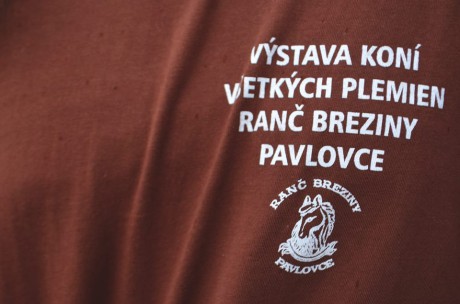 VÝSTAVA KONÍ
VETKÝCH PLEMIEN
RANČ BREZINY
PAVLOVCE
RANČ BREZINY
PAVLOVCE